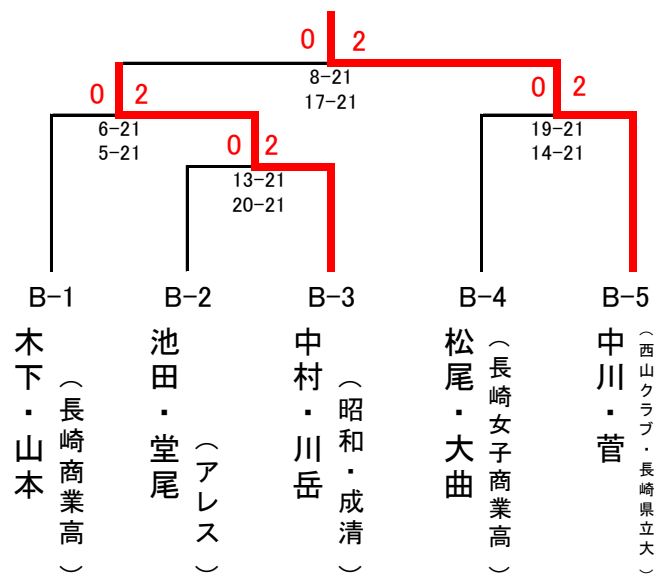 0 2
8-21
17-21
0 2
6-21
5-21
0 2
19-21
14-21
0 2
13-21
20-21
B-1
B-2
B-3
B-4
B-5
木下・山本
（長崎商業高）
池田・堂尾
（アレス）
中村・川岳
（昭和・成清）
松尾・大曲
（長崎女子商業高）
中川・菅
（西山クラブ・長崎県立大）